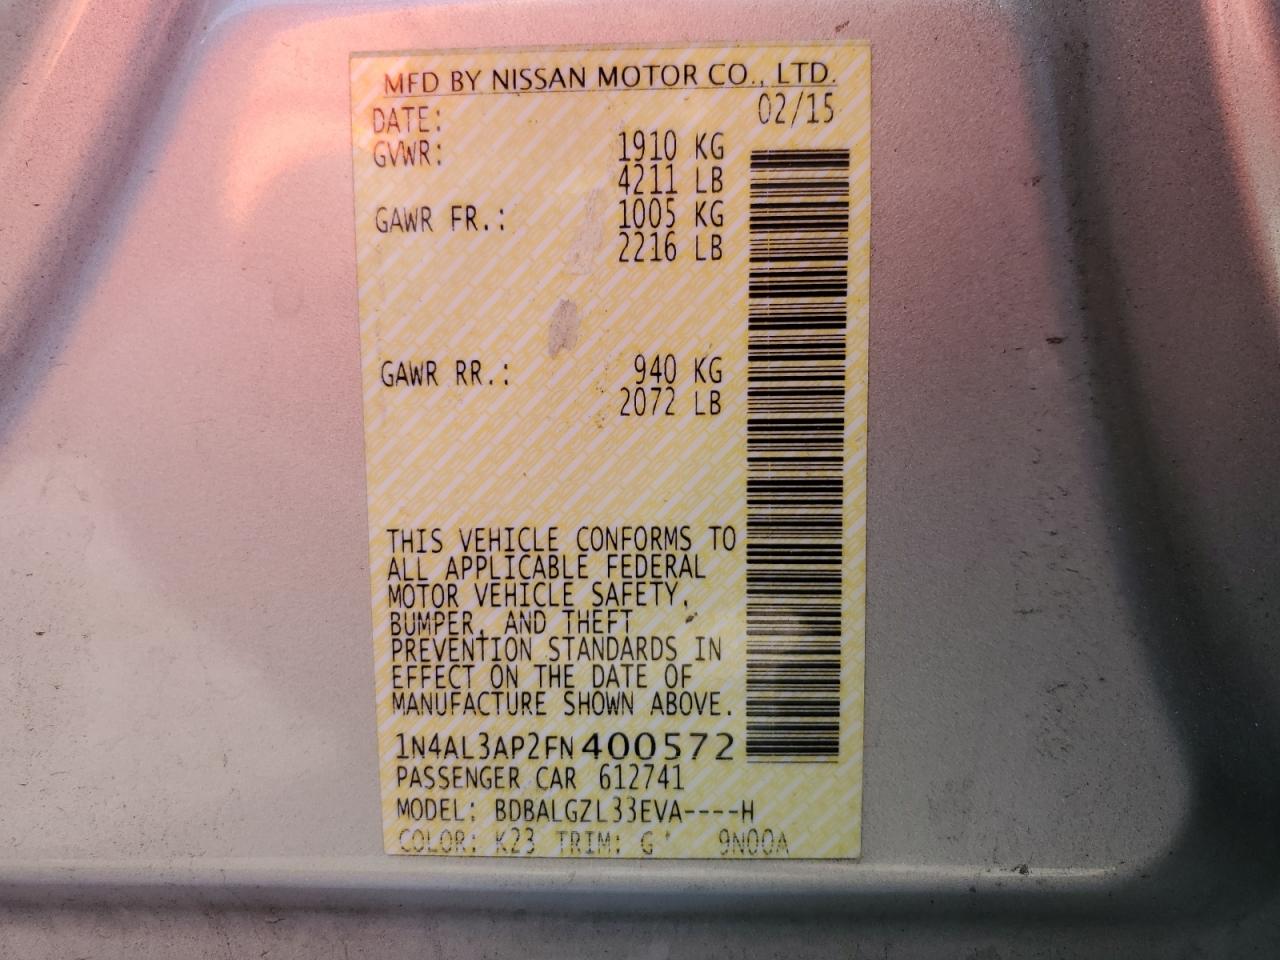 MFD BY NISSAN MOTOR CO., LTD.
DATE: 02/15
GVWR: 1910 KG
4211 LB
GAWR FR.: 1005 KG
2216 LB
GAWR RR.: 940 KG
2072 LB
THIS VEHICLE CONFORMS TO
ALL APPLICABLE FEDERAL
MOTOR VEHICLE SAFETY,
BUMPER, AND THEFT
PREVENTION STANDARDS IN
EFFECT ON THE DATE OF
MANUFACTURE SHOWN ABOVE.
1N4AL3AP2FN400572
PASSENGER CAR 612741
MODEL: BDBALGZL33EVA----H
COLOR: K23 TRIM: G 9N00A